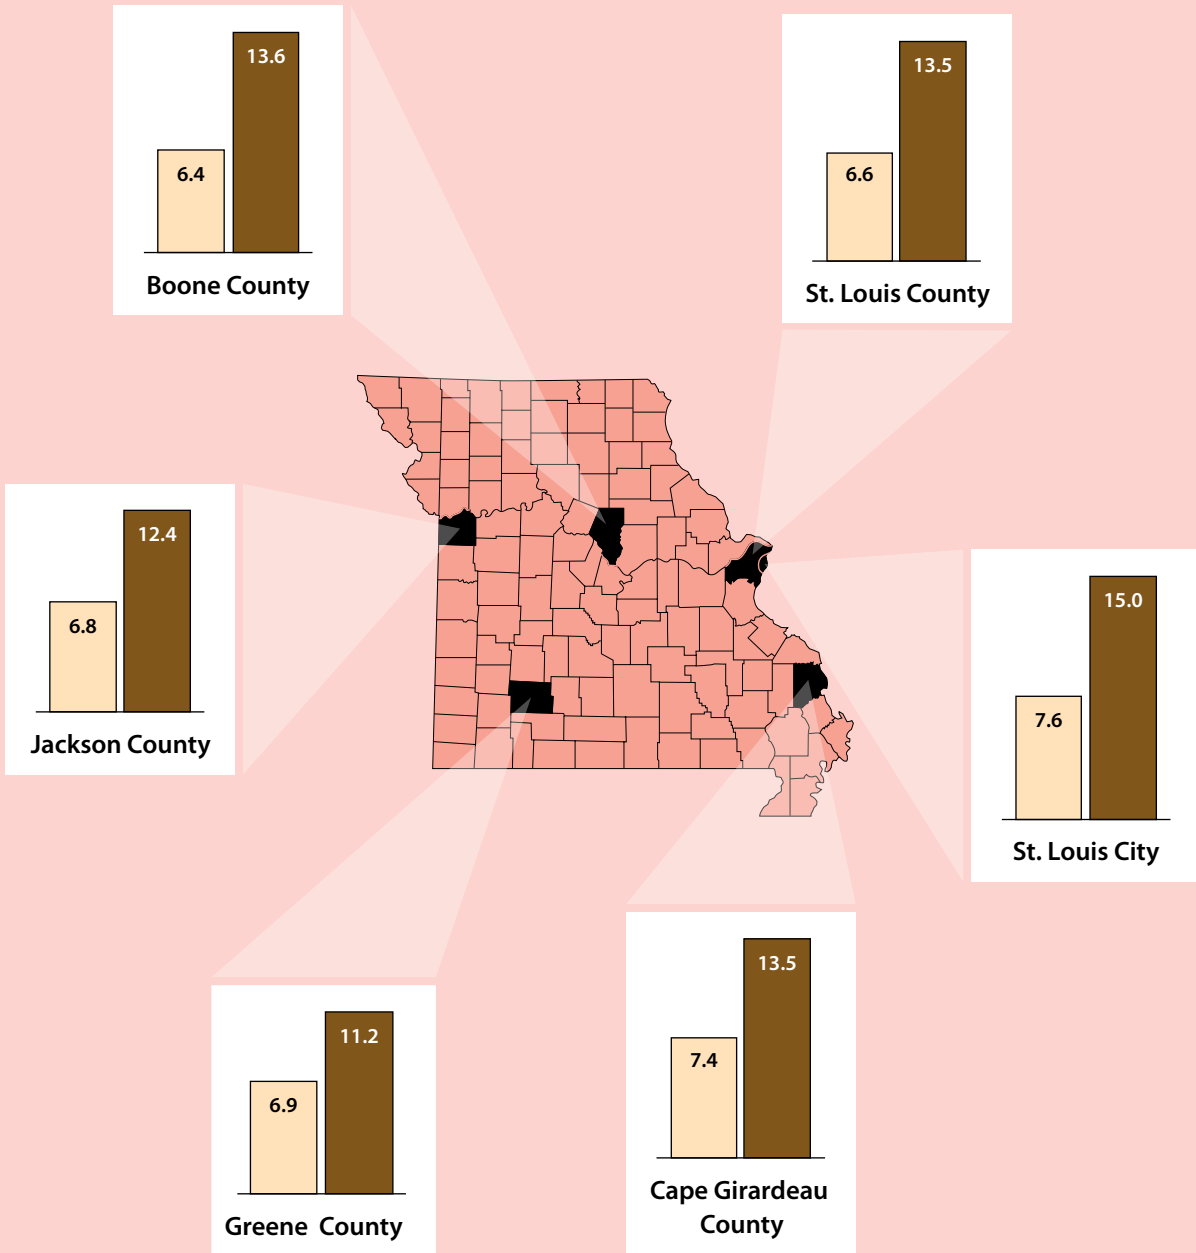 13.6
6.4
Boone County
13.5
6.6
St. Louis County
12.4
6.8
Jackson County
15.0
7.6
St. Louis City
11.2
6.9
Greene County
13.5
7.4
Cape Girardeau
County